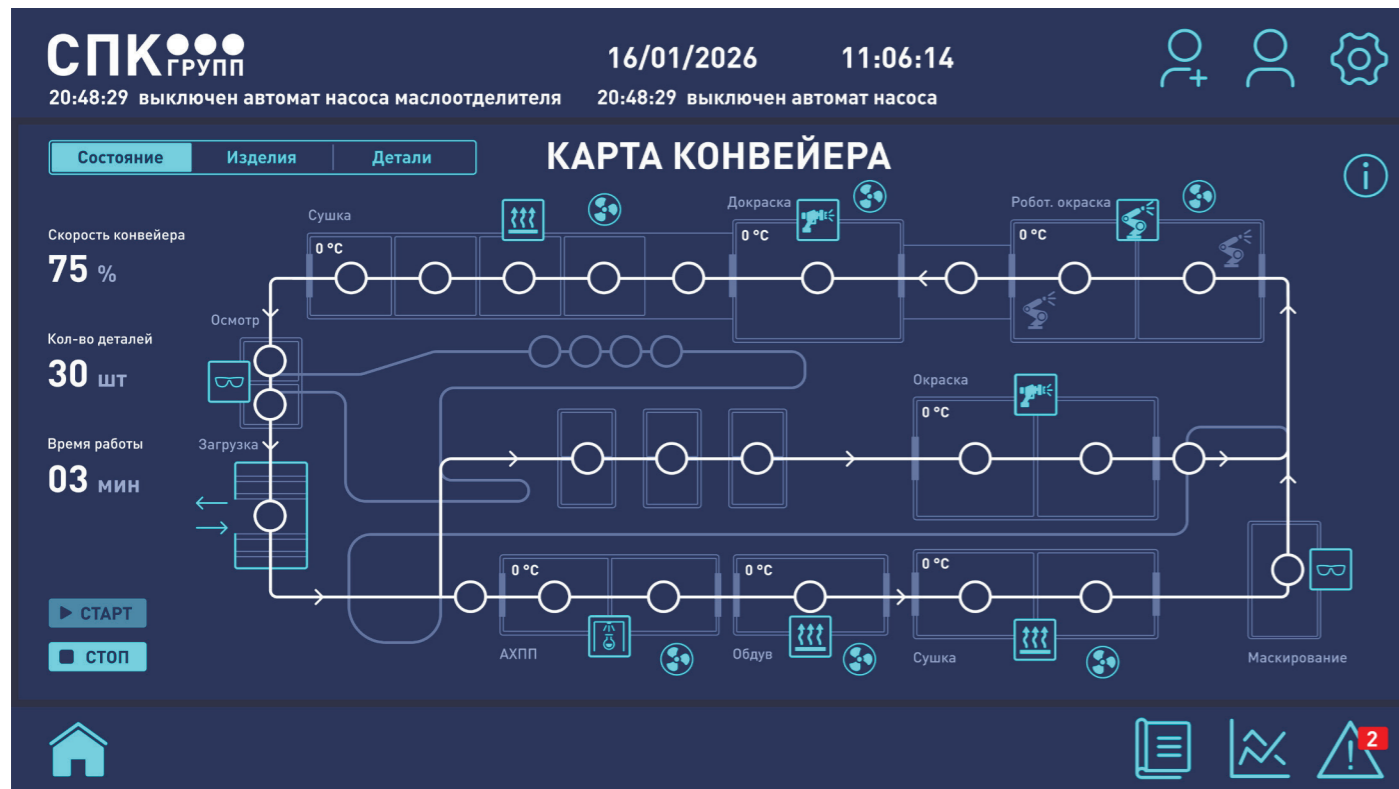 СПК ГРУПП
16/01/2026 11:06:14
20:48:29 выключен автомат насоса маслоотделителя 20:48:29 выключен автомат насоса
Состояние Изделия Детали
КАРТА КОНВЕЙЕРА
i
Скорость конвейера
75 %
Кол-во деталей
30 шт
Время работы
03 мин
СТАРТ
СТОП
Сушка
0 °C
Докраска
0 °C
Робот. окраска
0 °C
Осмотр
Загрузка
Окраска
0 °C
0 °C
АХПП
0 °C
Обдув
0 °C
Сушка
Маскирование
2